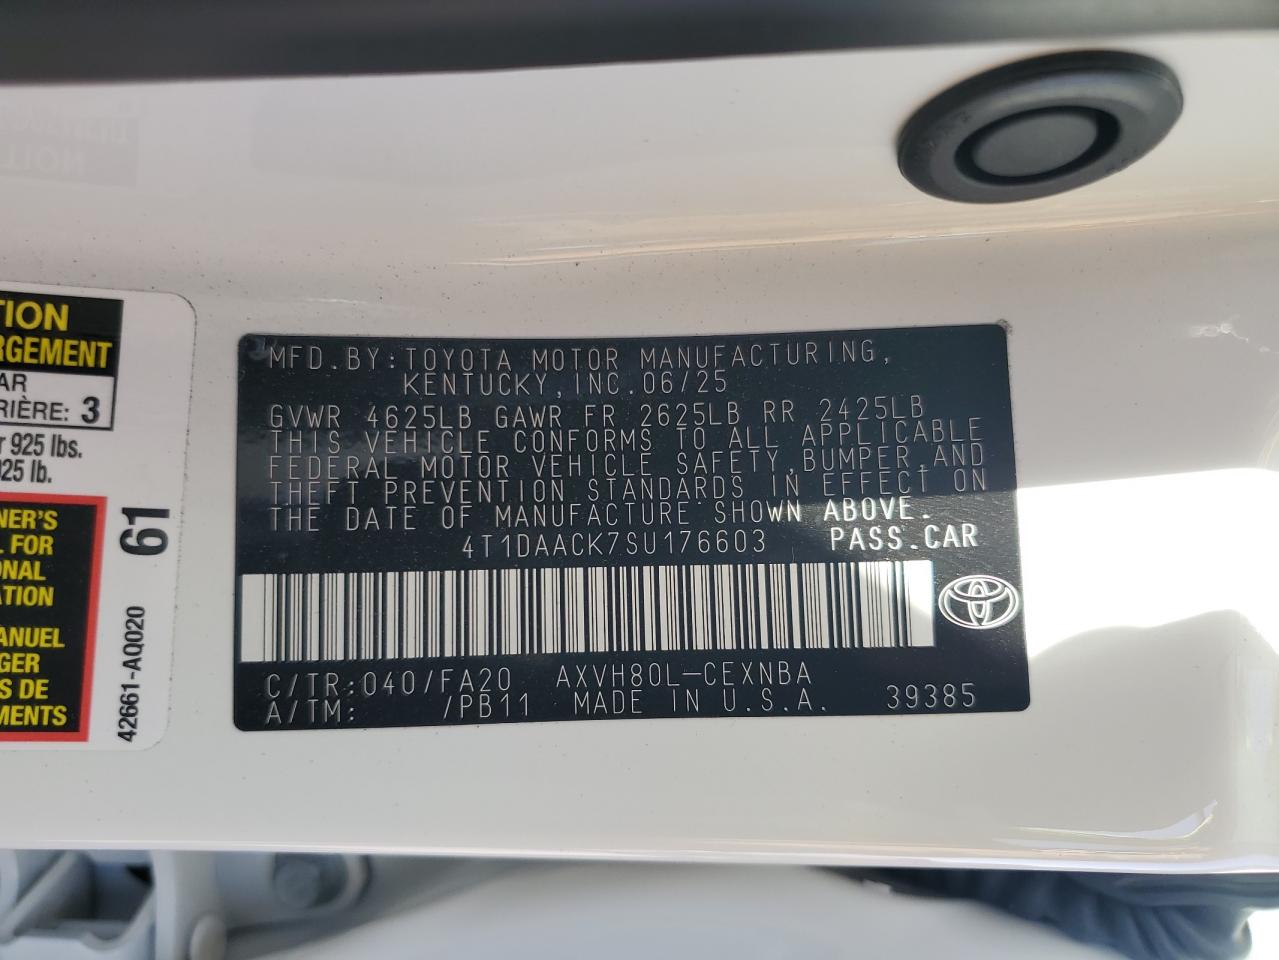 TION
RGEMENT
AR
RIÈRE: 3
r 925 lbs.
25 lb.
NER'S
L FOR
ONAL
ATION
ANUEL
GER
S DE
MENTS
61
42661-AQ020
MFD.BY:TOYOTA MOTOR MANUFACTURING,
KENTUCKY,INC.06/25
GVWR 4625LB GAWR FR 2625LB RR 2425LB
THIS VEHICLE CONFORMS TO ALL APPLICABLE
FEDERAL MOTOR VEHICLE SAFETY,BUMPER,AND
THEFT PREVENTION STANDARDS IN EFFECT ON
THE DATE OF MANUFACTURE SHOWN ABOVE.
4T1DAACK7SU176603 PASS.CAR
C/TR:040/FA20 AXVH80L-CEXNBA
A/TM: /PB11 MADE IN U.S.A. 39385